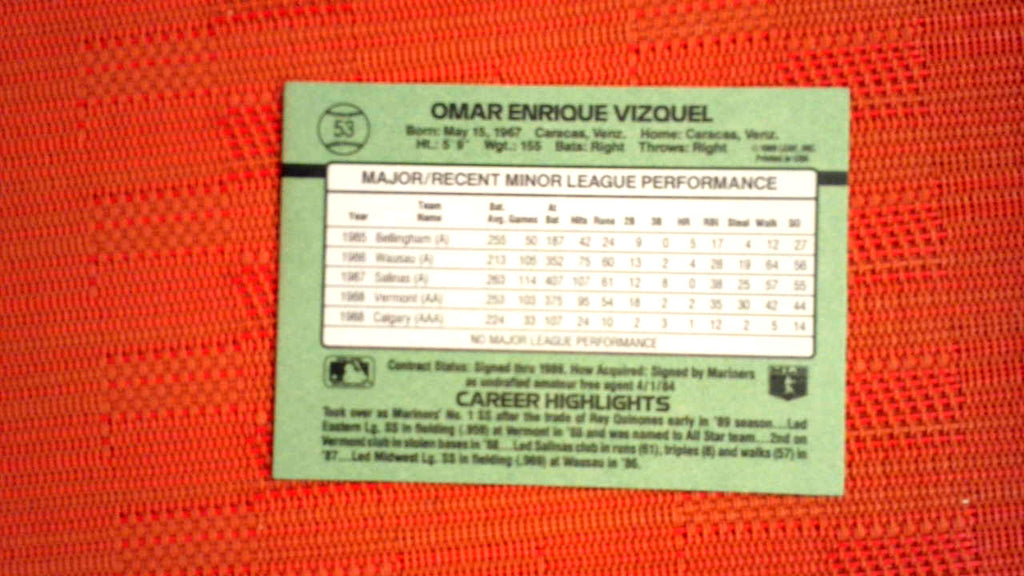 53
OMAR ENRIQUE VIZQUEL
Born: May 15, 1967 Caracas, Venz. Home: Caracas, Venz.
Ht.: 5'9" Wgt.: 155 Bats: Right Throws: Right
© 1989 LEAF, INC.
Printed in USA
MAJOR/RECENT MINOR LEAGUE PERFORMANCE
Year Team Name Bat. Avg. Games At Bat Hits Runs 2B 3B HR RBI Steal Walk SO
1985 Bellingham (A) .255 50 187 42 24 9 0 5 17 4 12 27
1986 Wausau (A) .213 105 352 75 60 13 2 4 28 19 64 56
1987 Salinas (A) .263 114 407 107 61 12 8 0 38 25 57 55
1988 Vermont (AA) .253 103 375 95 54 18 2 2 35 30 42 44
1988 Calgary (AAA) .224 33 107 24 10 2 3 1 12 2 5 14
NO MAJOR LEAGUE PERFORMANCE
Contract Status: Signed thru 1989. How Acquired: Signed by Mariners
as undrafted amateur free agent 4/1/84
CAREER HIGHLIGHTS
Took over as Mariners' No. 1 SS after the trade of Rey Quinones early in '89 season....Led
Eastern Lg. SS in fielding (.959) at Vermont in '88 and was named to All Star team....2nd on
Vermont club in stolen bases in '88....Led Salinas club in runs (61), triples (8) and walks (57) in
'87....Led Midwest Lg. SS in fielding (.969) at Wausau in '86.